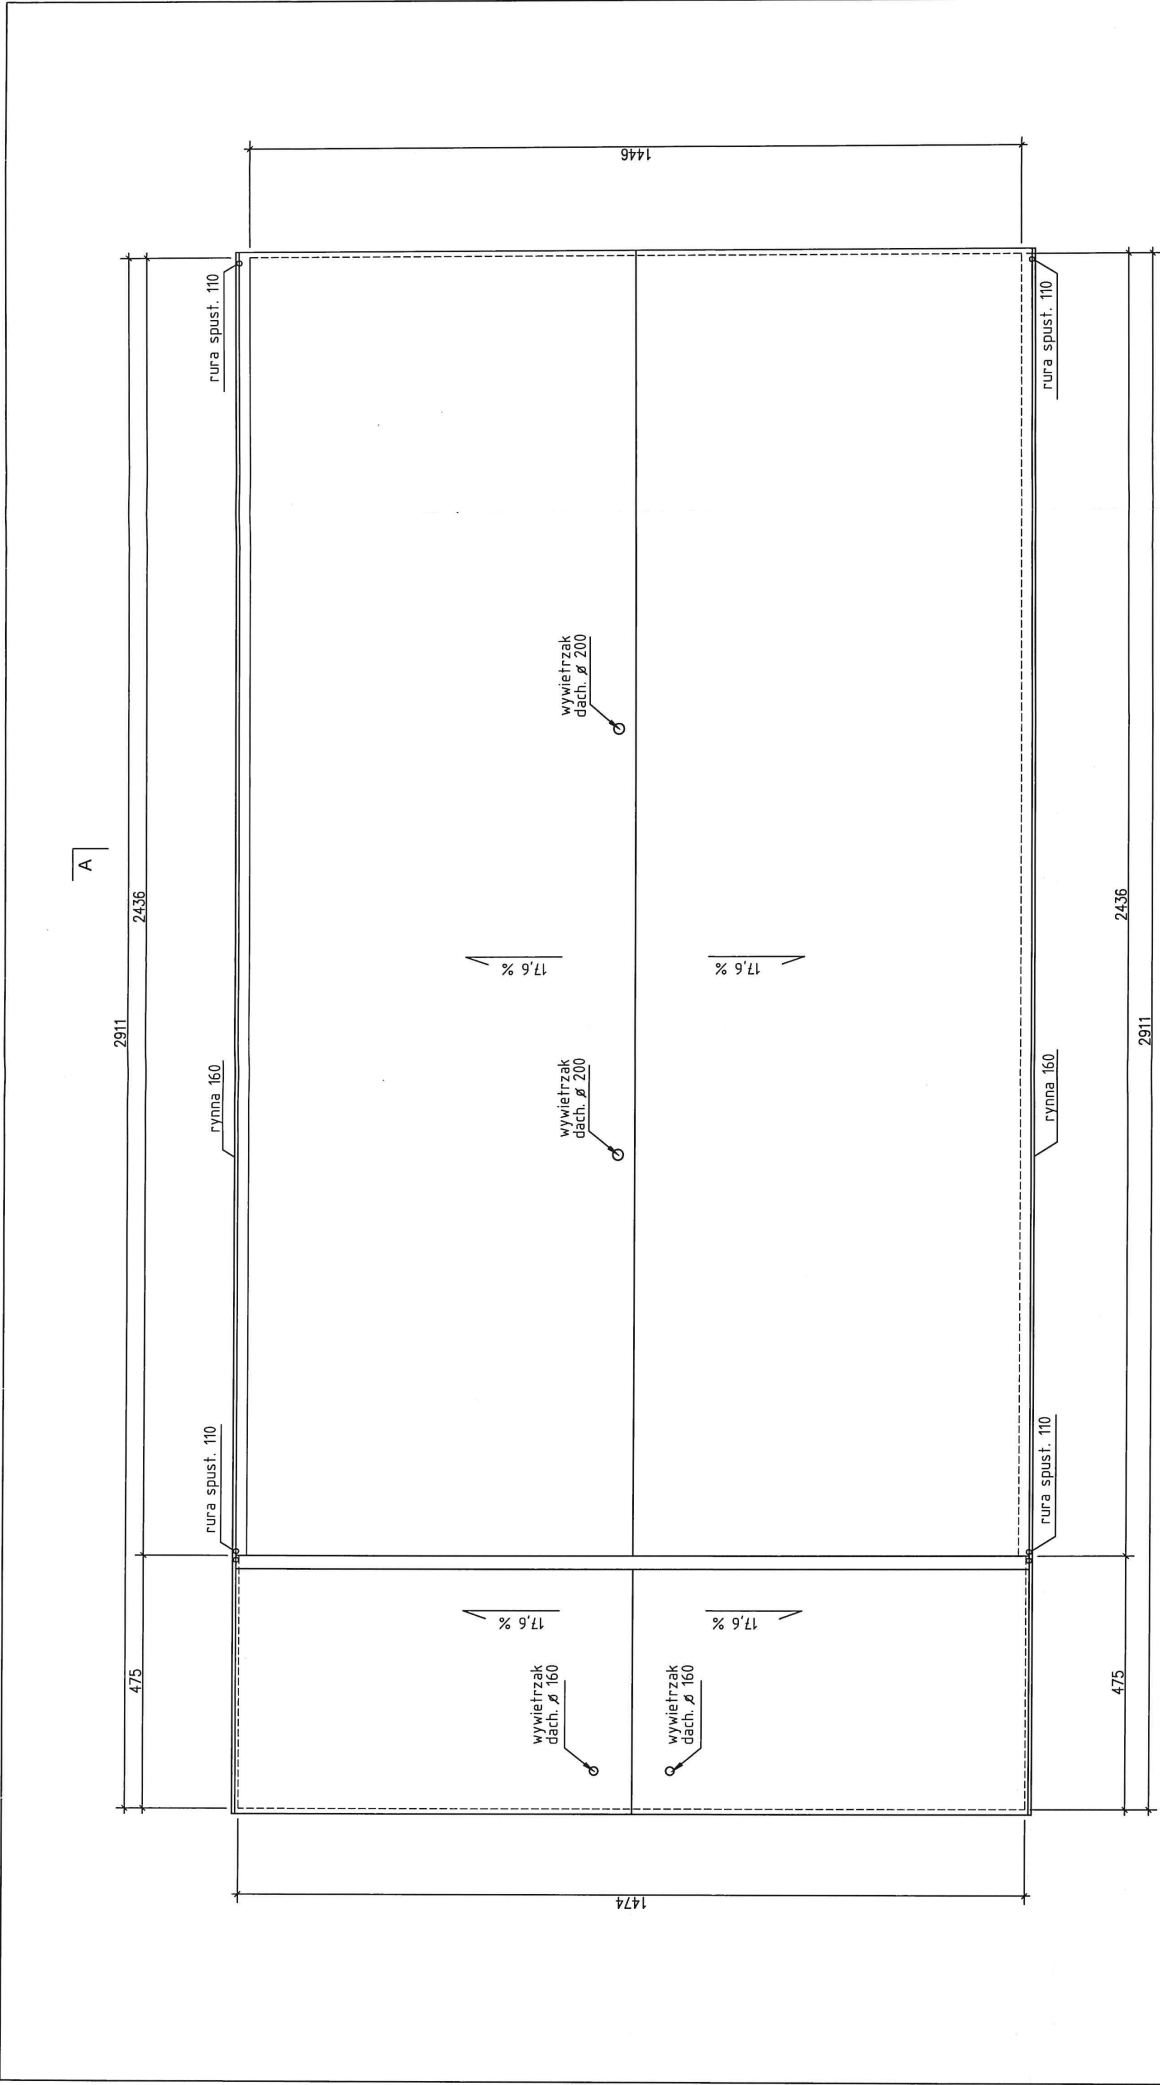 A
2911
475
2436
rura spust. 110
rynna 160
rura spust. 110
1474
1446
wywietrzak
dach. ø 160
17,6 %
wywietrzak
dach. ø 200
17,6 %
wywietrzak
dach. ø 200
wywietrzak
dach. ø 160
17,6 %
17,6 %
rura spust. 110
rynna 160
rura spust. 110
475
2436
2911